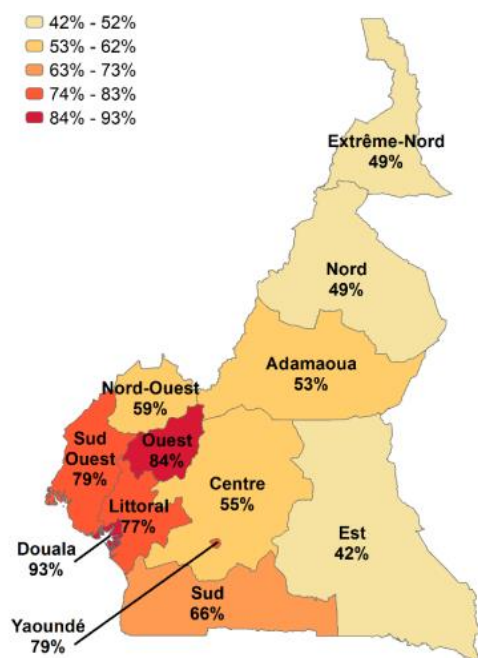 42% - 52%
53% - 62%
63% - 73%
74% - 83%
84% - 93%
Extrême-Nord
49%
Nord
49%
Adamaoua
53%
Nord-Ouest
59%
Sud
Ouest
79%
Ouest
84%
Centre
55%
Littoral
77%
Est
42%
Douala
93%
Sud
66%
Yaoundé
79%